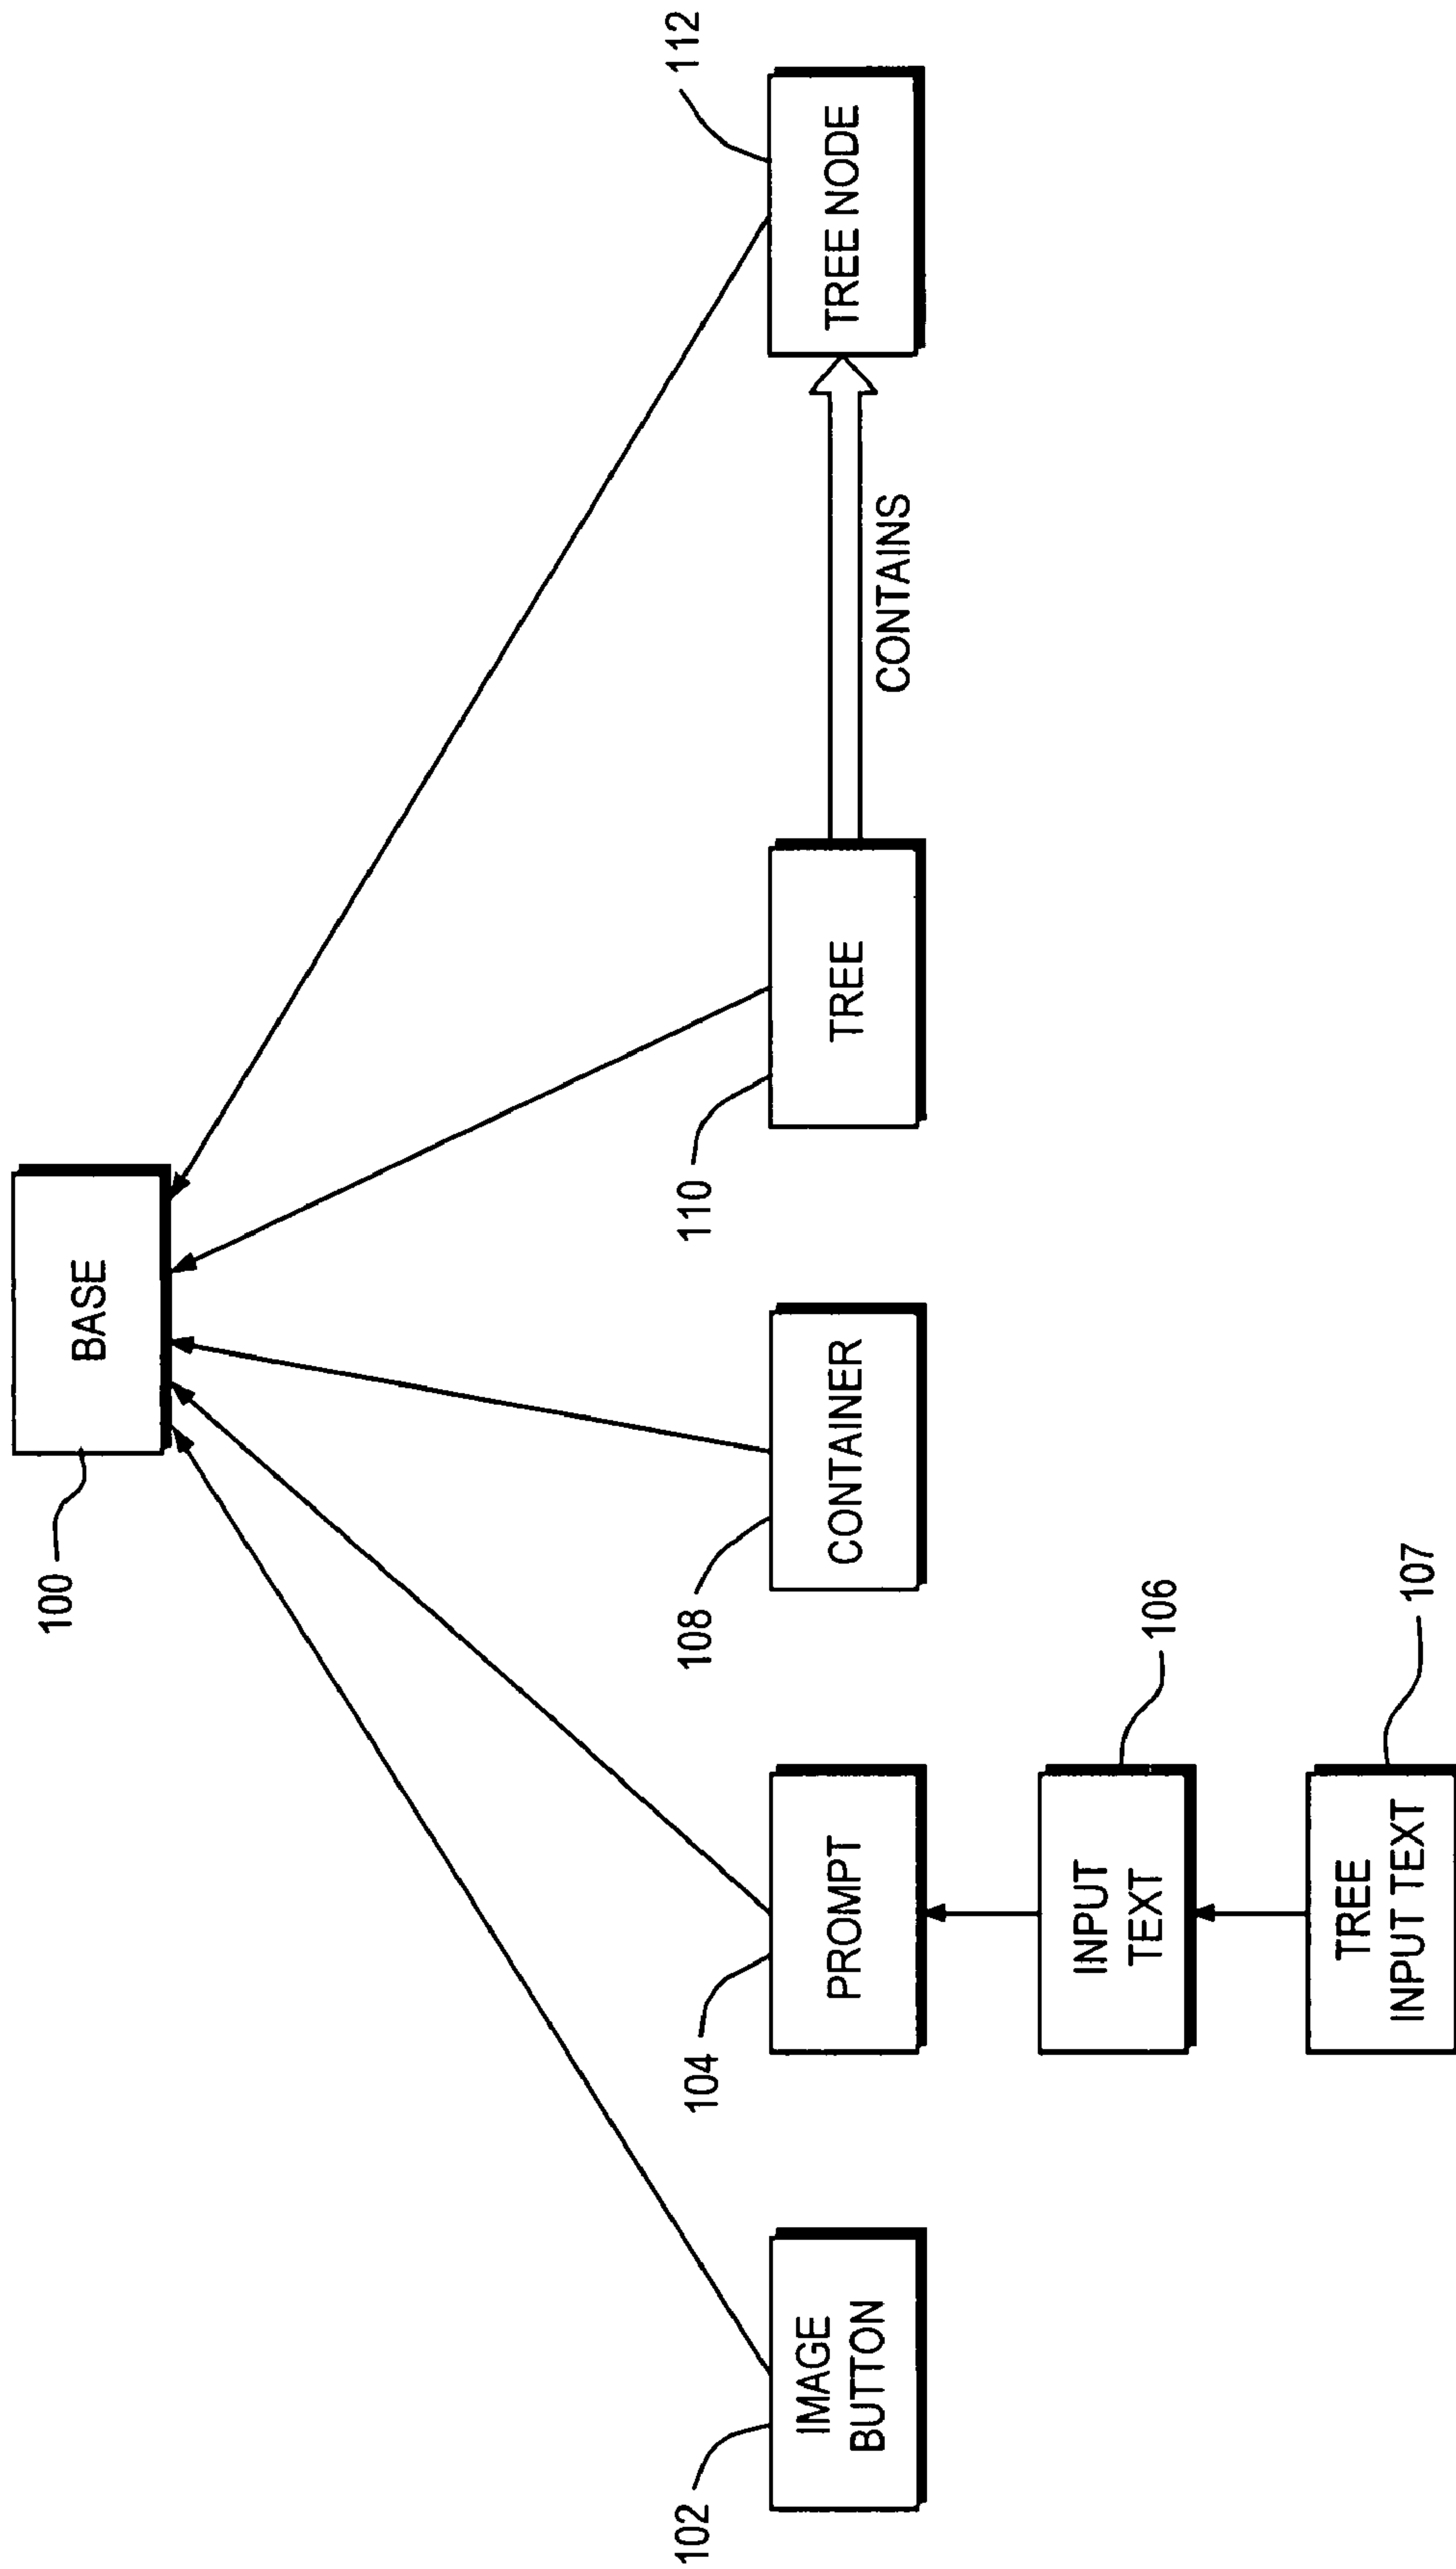 BASE
100
IMAGE
BUTTON
102
PROMPT
104
CONTAINER
108
TREE
110
CONTAINS
TREE NODE
112
INPUT
TEXT
106
TREE
INPUT TEXT
107